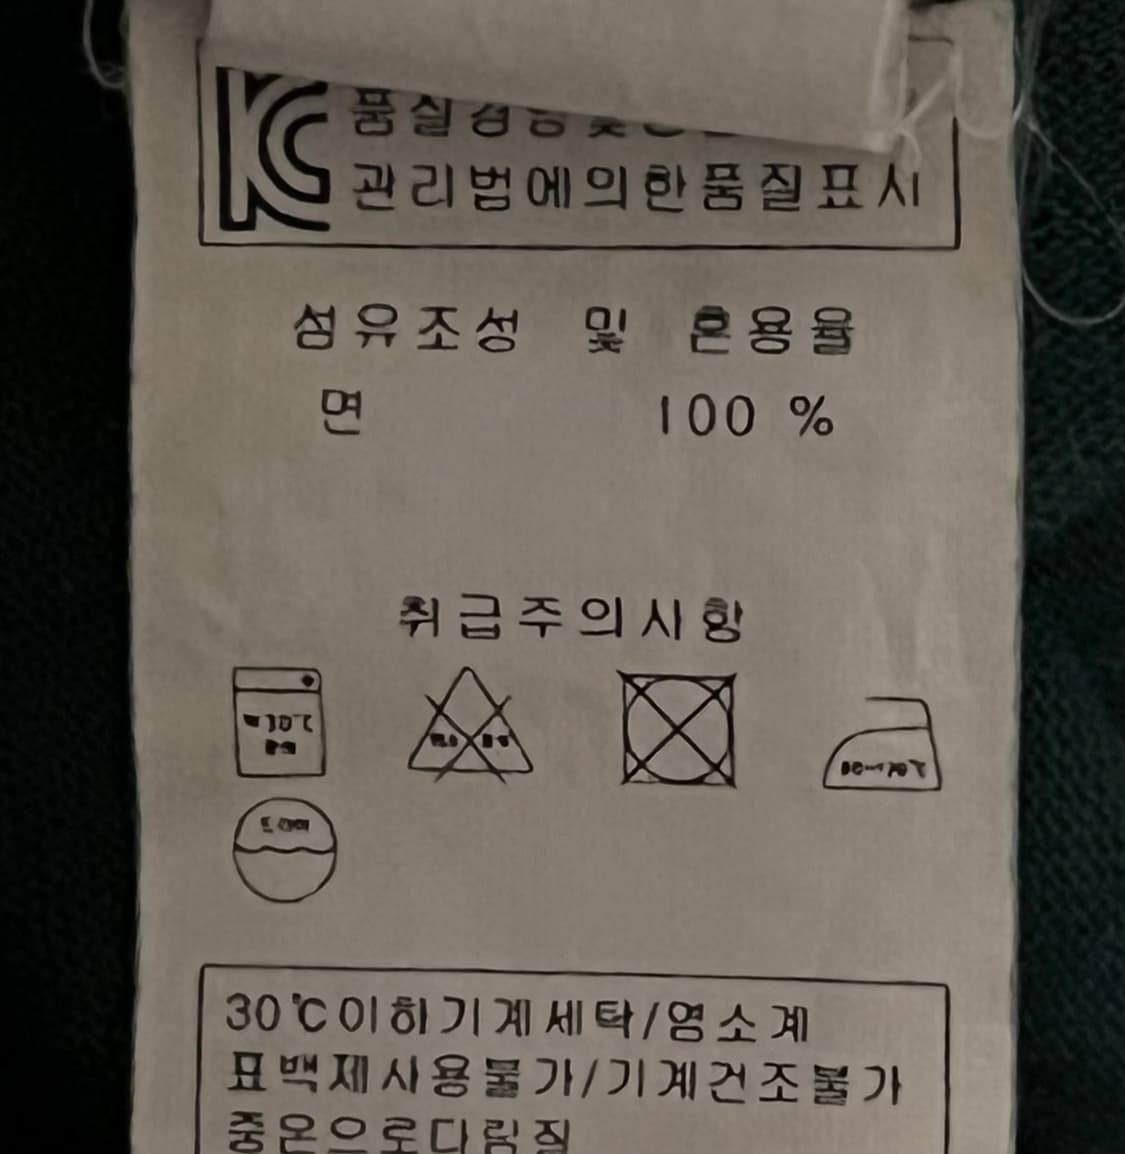 관리법에의한품질표시
섬유조성 및 혼용율
면 100 %
취급주의사항
30℃이하기계세탁/염소계
표백제사용불가/기계건조불가
중온으로다림질